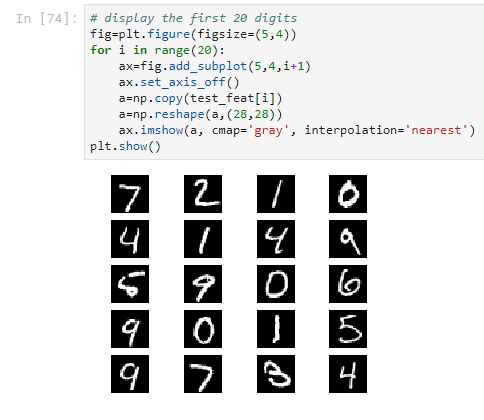 In [74]: # display the first 20 digits
fig=plt.figure(figsize=(5,4))
for i in range(20):
    ax=fig.add_subplot(5,4,i+1)
    ax.set_axis_off()
    a=np.copy(test_feat[i])
    a=np.reshape(a,(28,28))
    ax.imshow(a, cmap='gray', interpolation='nearest')
plt.show()
7 2 1 0
4 1 4 9
5 9 0 6
9 0 1 5
9 7 3 4